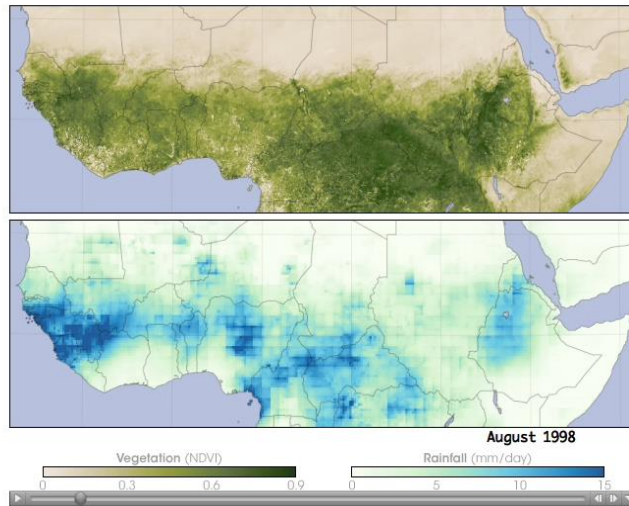 August 1998
Vegetation (NDVI)
Rainfall (mm/day)
0 0.3 0.6 0.9
0 5 10 15